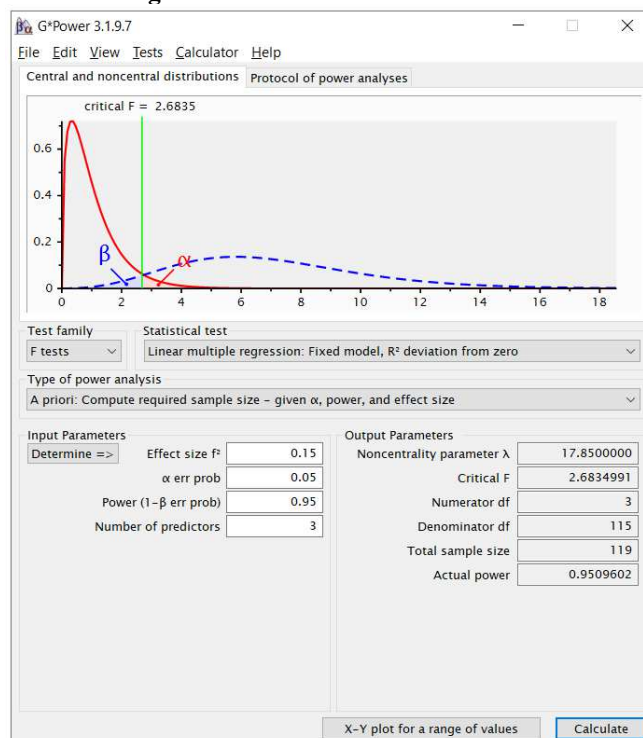 G*Power 3.1.9.7
File Edit View Tests Calculator Help
Central and noncentral distributions Protocol of power analyses
critical F = 2.6835
0.6
0.4
0.2
0
β
α
0 2 4 6 8 10 12 14 16 18
Test family Statistical test
F tests Linear multiple regression: Fixed model, R² deviation from zero
Type of power analysis
A priori: Compute required sample size – given α, power, and effect size
Input Parameters Output Parameters
Determine => Effect size f² 0.15 Noncentrality parameter λ 17.8500000
α err prob 0.05 Critical F 2.6834991
Power (1-β err prob) 0.95 Numerator df 3
Number of predictors 3 Denominator df 115
Total sample size 119
Actual power 0.9509602
X-Y plot for a range of values Calculate